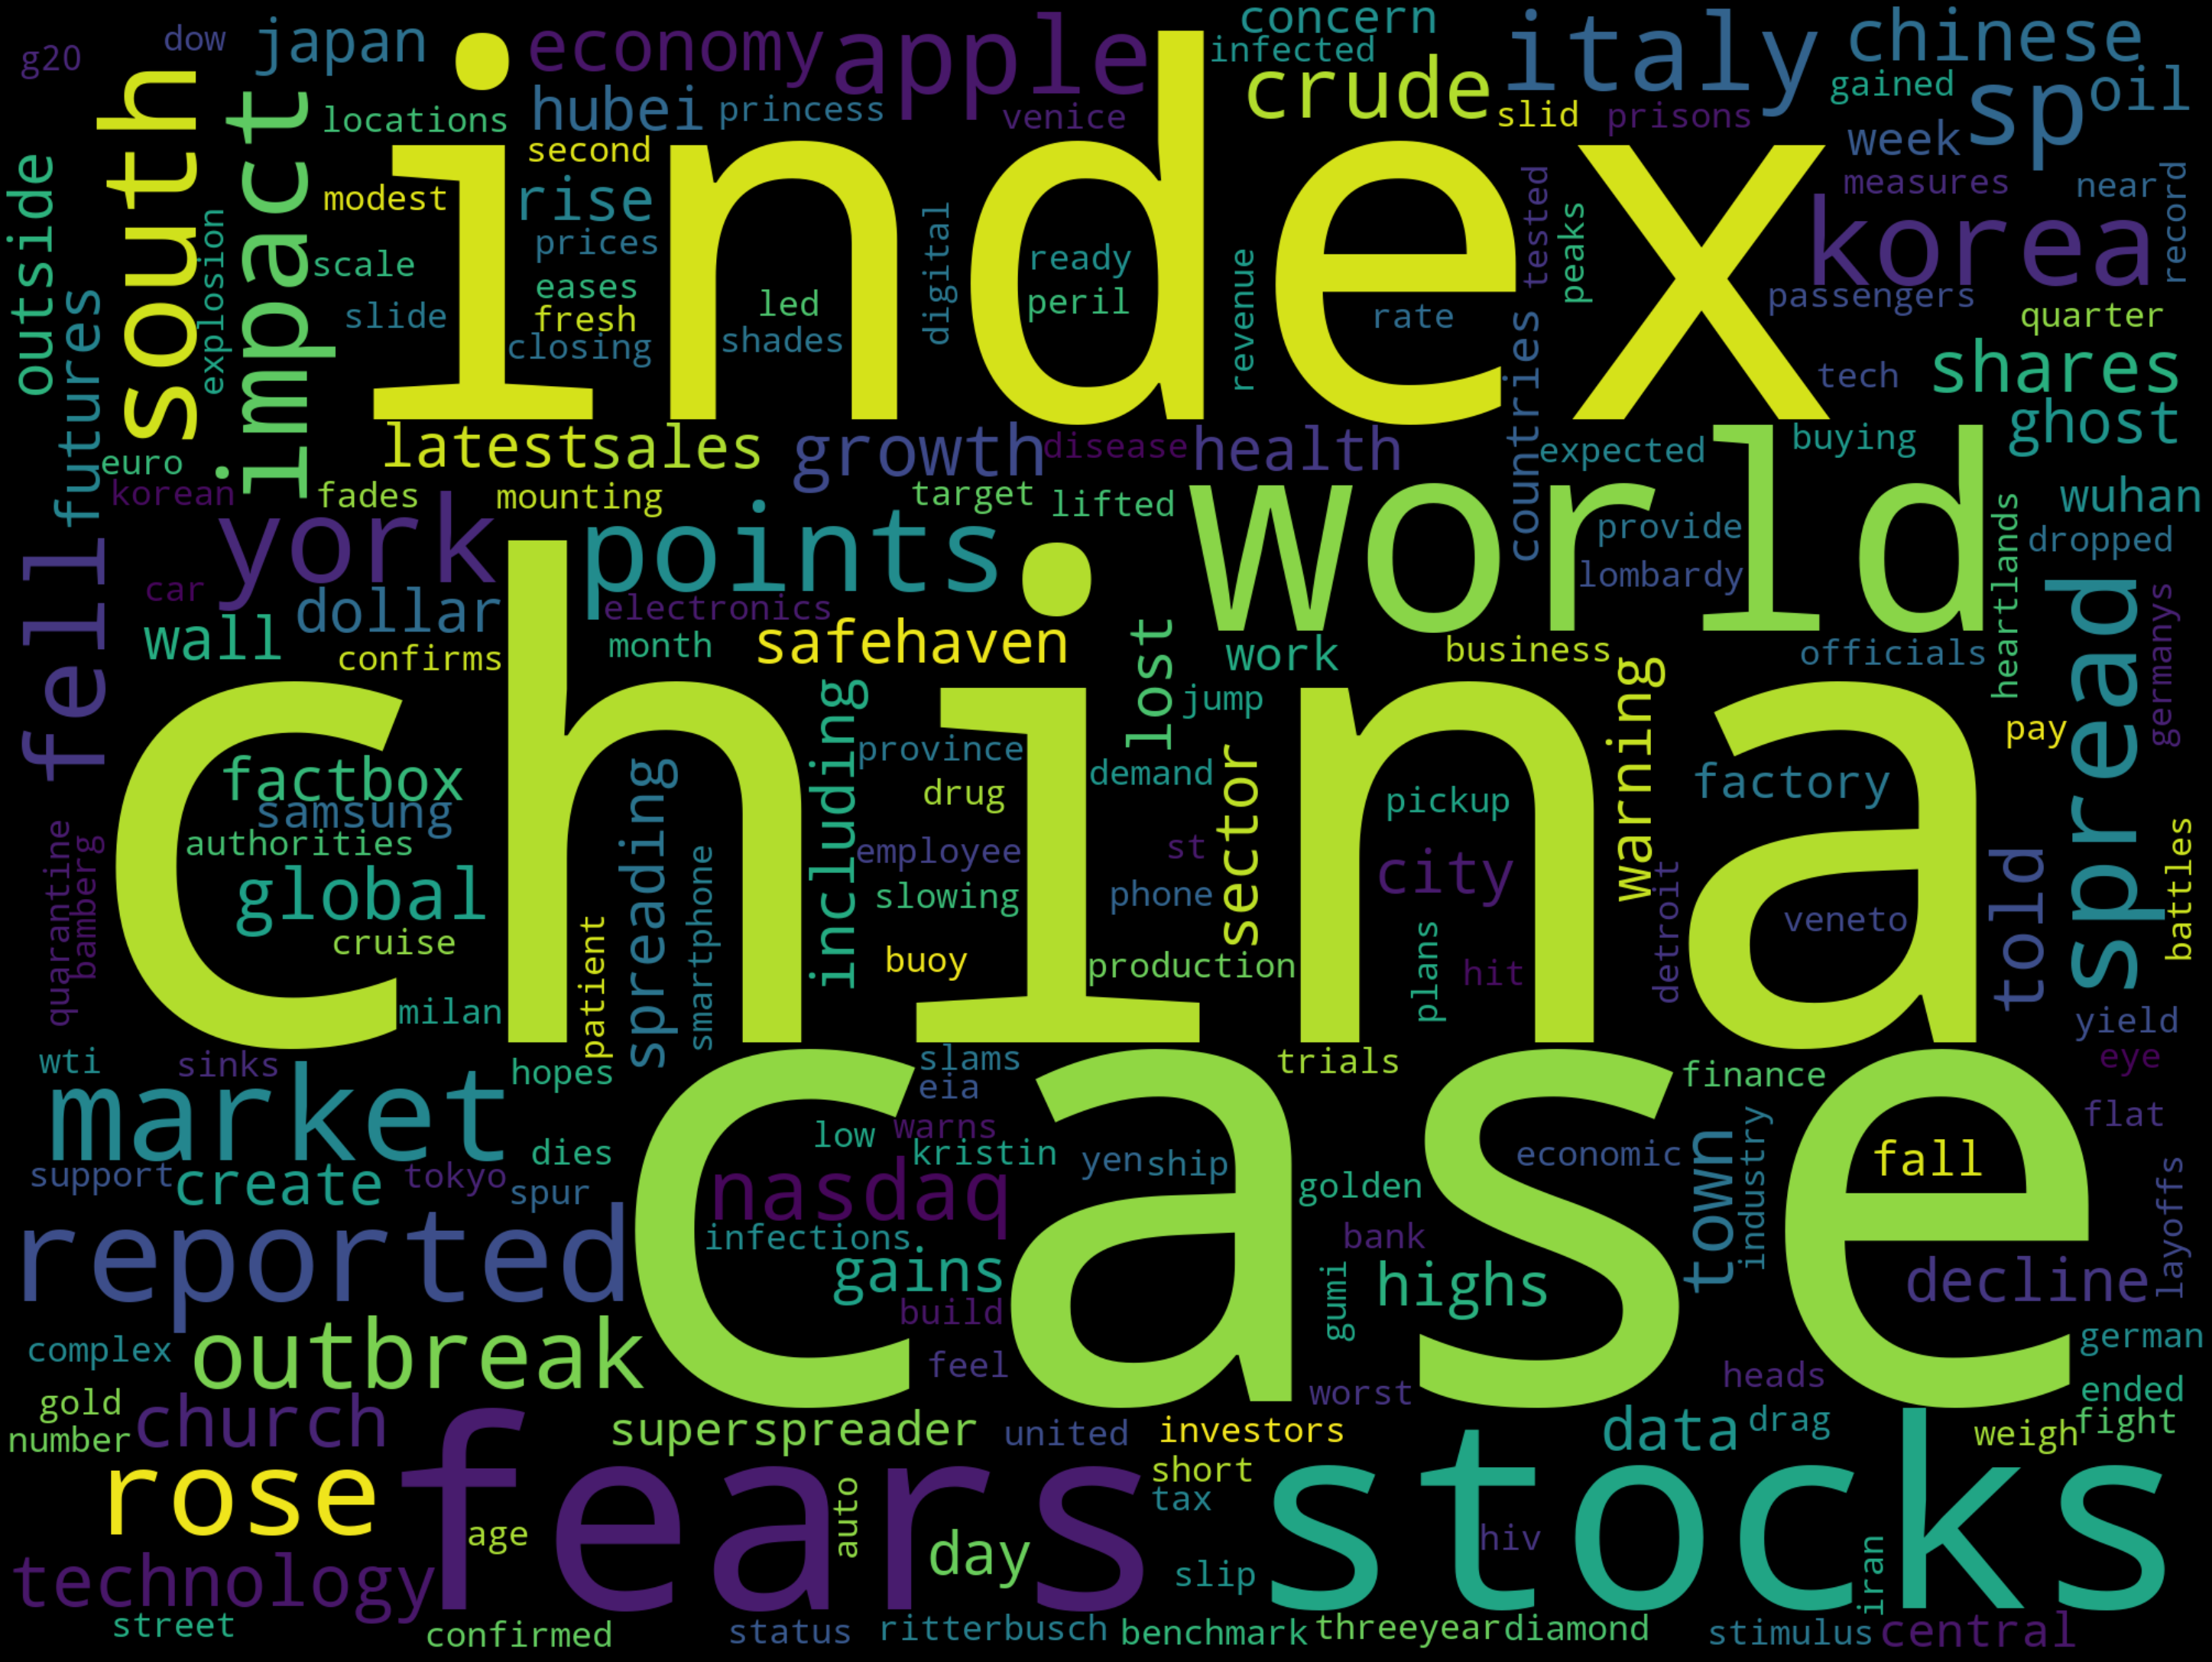 g20
dow
japan
economy
apple
concern
infected
italy
chinese
south
impact
locations
hubei
princess
venice
crude
slid
prisons
gained
sp
oil
index
outside
second
modest
rise
week
measures
near
record
korea
explosion
scale
slide
prices
eases
fresh
closing
led
shades
digital
ready
peril
revenue
rate
countries
tested
peaks
passengers
quarter
tech
shares
ghost
futures
euro
korean
fades
latest
sales
mounting
growth
disease
health
target
lifted
expected
buying
world
wuhan
dropped
heartlands
provide
lombardy
york
points
car
dollar
electronics
wall
confirms
month
safehaven
lost
work
business
officials
spread
germanys
fell
china
jump
warning
pay
factbox
samsung
authorities
global
cruise
milan
spreading
smartphone
patient
including
province
drug
employee
slowing
buoy
demand
st
phone
production
sector
pickup
city
plans
hit
detroit
factory
veneto
told
battles
quarantine
bamberg
yield
eye
wti
sinks
hopes
slams
eia
trials
finance
flat
market
case
support
create
tokyo
dies
spur
low
warns
kristin
yen
ship
economic
town
industry
fall
layoffs
nasdaq
golden
reported
infections
bank
gains
build
gumi
highs
decline
complex
outbreak
feel
worst
heads
german
ended
gold
number
church
superspreader
united
investors
data
drag
weigh
fight
rose
fears
short
tax
stocks
age
auto
day
slip
hiv
iran
technology
street
confirmed
status
ritterbusch
benchmark
threeyear
diamond
stimulus
central